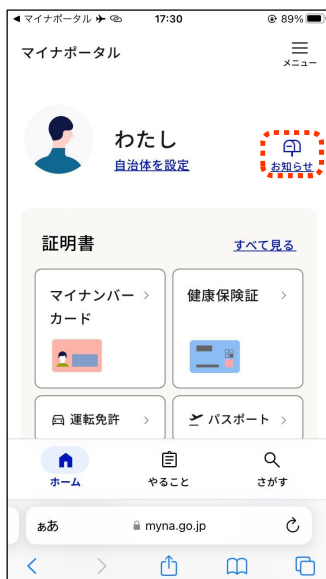 ◀ マイナポータル 17:30 89%
マイナポータル
メニュー
わたし
自治体を設定
お知らせ
証明書
すべて見る
マイナンバーカード
健康保険証
運転免許
パスポート
ホーム
やること
さがす
ぁあ myna.go.jp